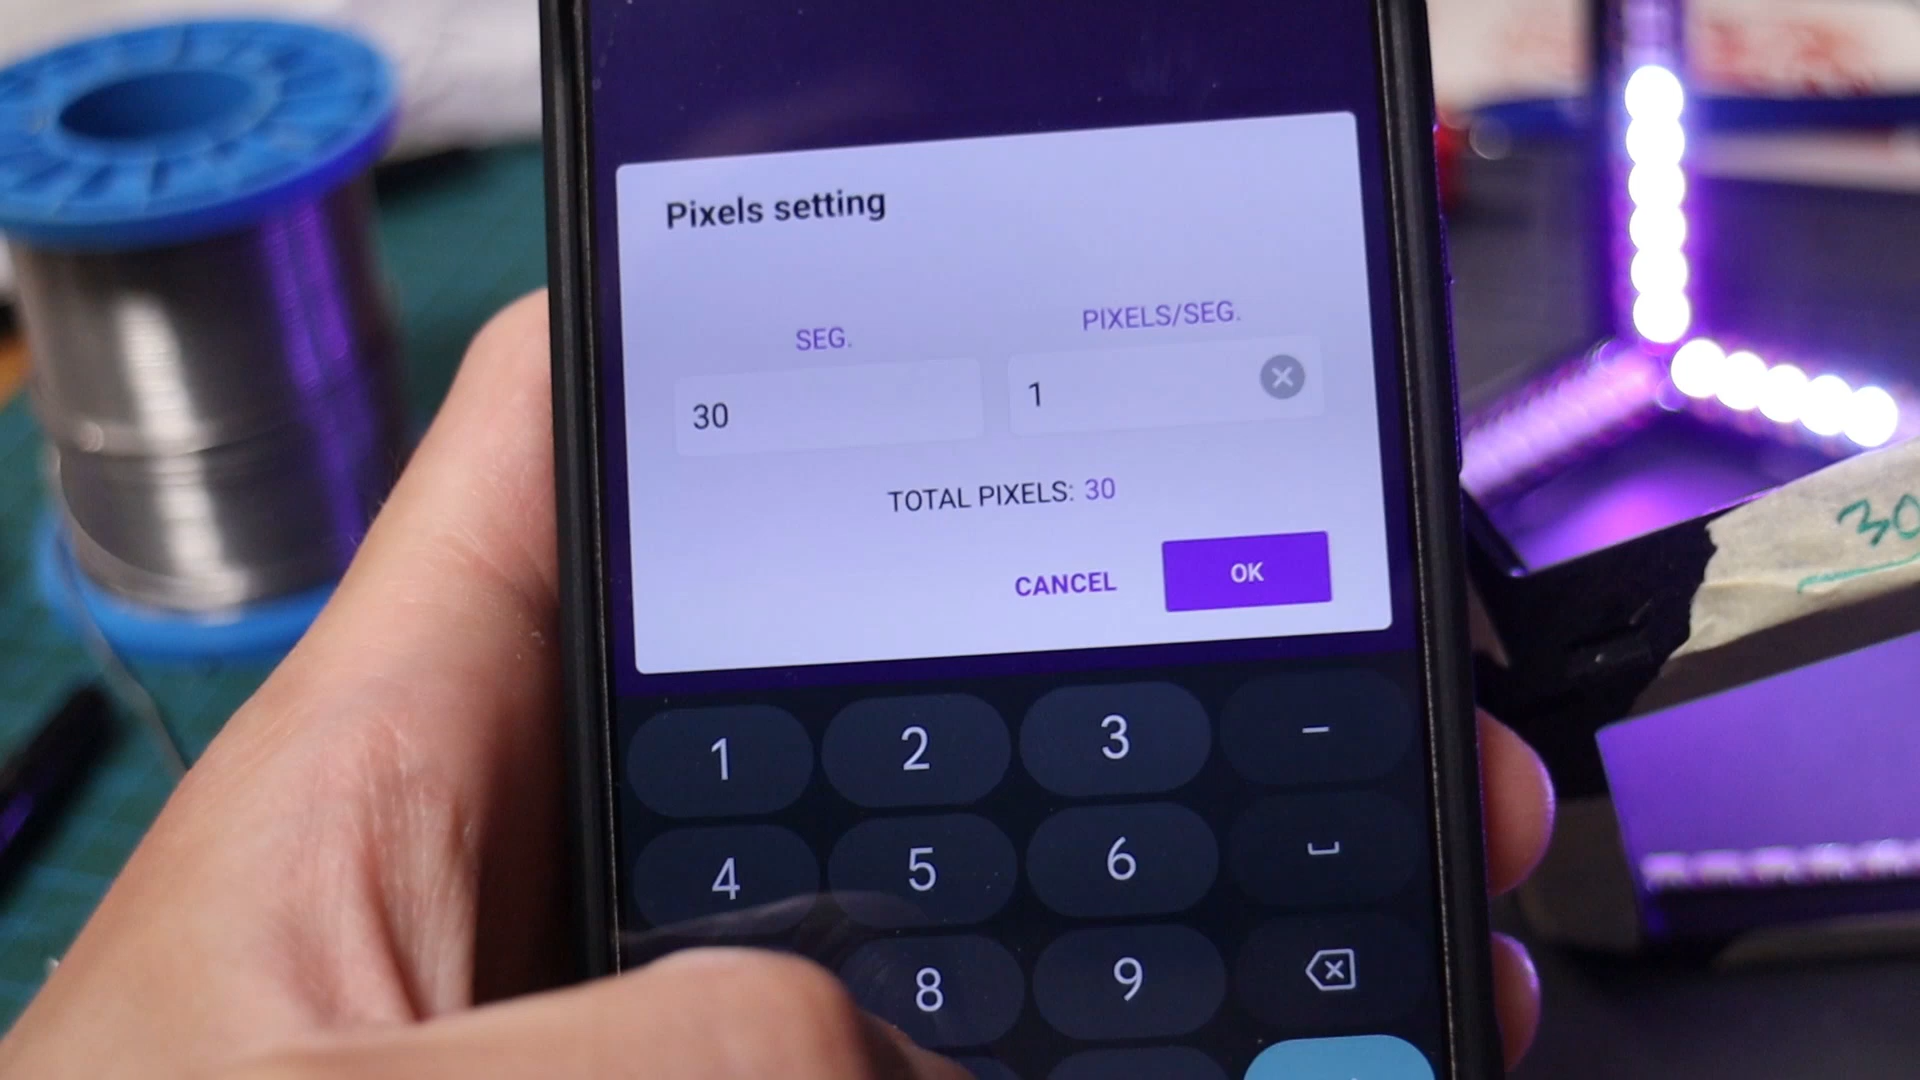 Pixels setting
SEG. PIXELS/SEG.
30 1
TOTAL PIXELS: 30
CANCEL OK
30
1 2 3 –
4 5 6
8 9